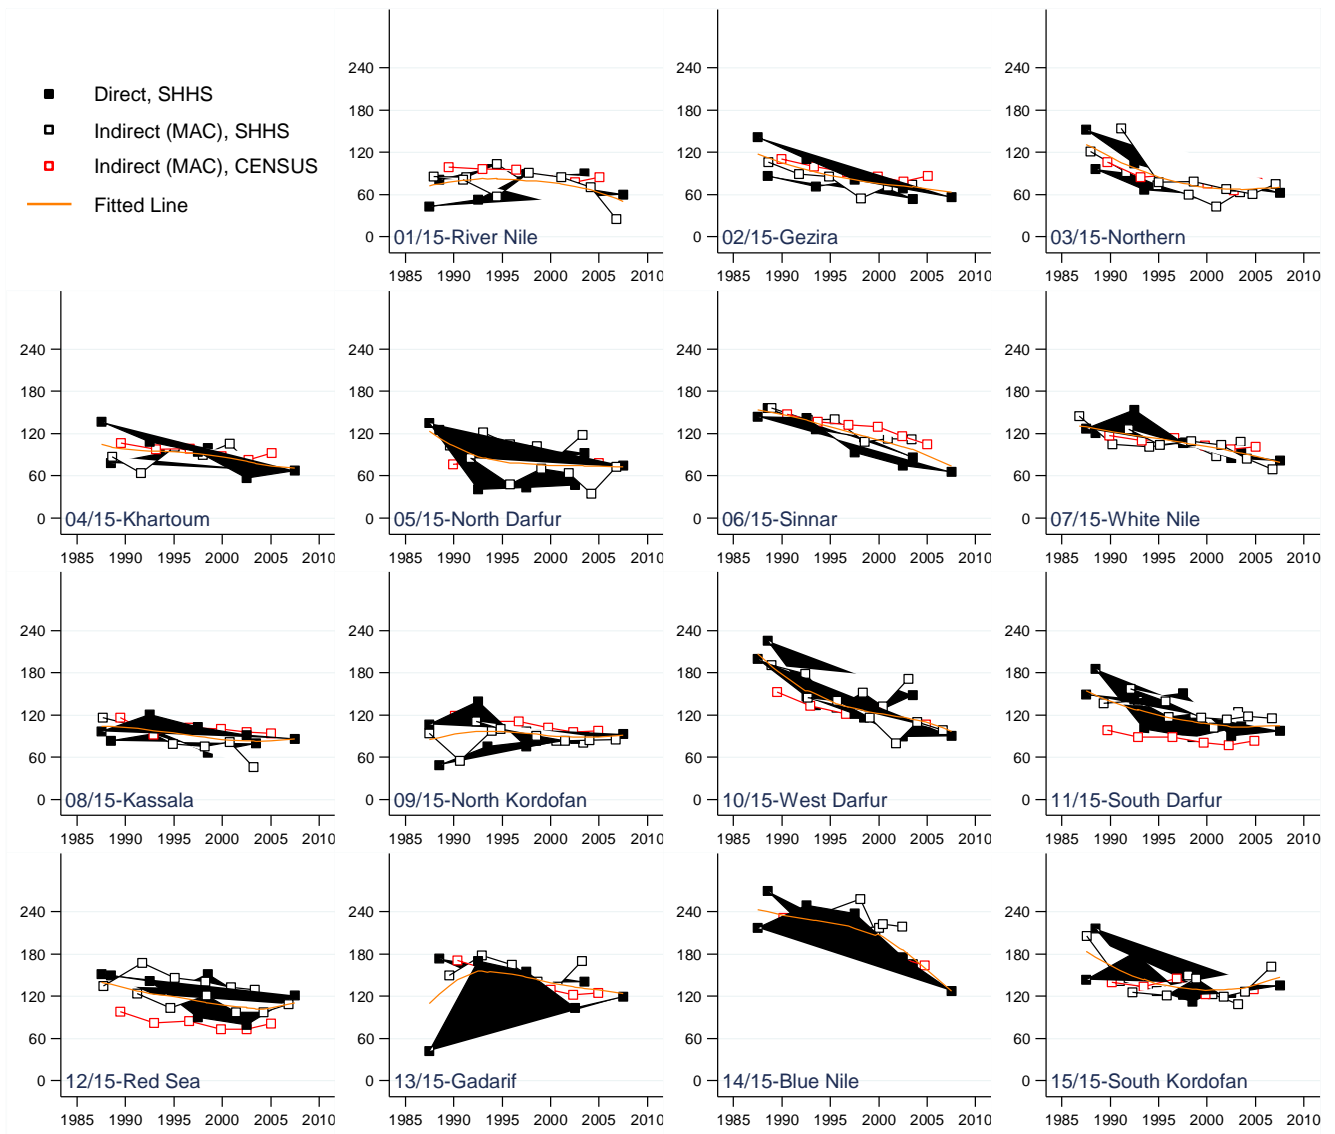 Direct, SHHS
Indirect (MAC), SHHS
Indirect (MAC), CENSUS
Fitted Line
240
180
120
60
0
01/15-River Nile
1985 1990 1995 2000 2005 2010
240
180
120
60
0
02/15-Gezira
1985 1990 1995 2000 2005 2010
240
180
120
60
0
03/15-Northern
1985 1990 1995 2000 2005 2010
240
180
120
60
0
04/15-Khartoum
1985 1990 1995 2000 2005 2010
240
180
120
60
0
05/15-North Darfur
1985 1990 1995 2000 2005 2010
240
180
120
60
0
06/15-Sinnar
1985 1990 1995 2000 2005 2010
240
180
120
60
0
07/15-White Nile
1985 1990 1995 2000 2005 2010
240
180
120
60
0
08/15-Kassala
1985 1990 1995 2000 2005 2010
240
180
120
60
0
09/15-North Kordofan
1985 1990 1995 2000 2005 2010
240
180
120
60
0
10/15-West Darfur
1985 1990 1995 2000 2005 2010
240
180
120
60
0
11/15-South Darfur
1985 1990 1995 2000 2005 2010
240
180
120
60
0
12/15-Red Sea
1985 1990 1995 2000 2005 2010
240
180
120
60
0
13/15-Gadarif
1985 1990 1995 2000 2005 2010
240
180
120
60
0
14/15-Blue Nile
1985 1990 1995 2000 2005 2010
240
180
120
60
0
15/15-South Kordofan
1985 1990 1995 2000 2005 2010